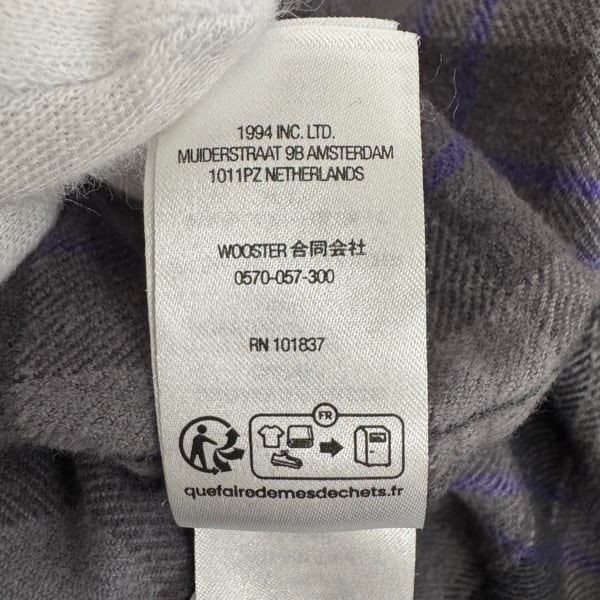 1994 INC. LTD.
MUIDERSTRAAT 9B AMSTERDAM
1011PZ NETHERLANDS
WOOSTER 合同会社
0570-057-300
RN 101837
FR
quefairedemesdechets.fr